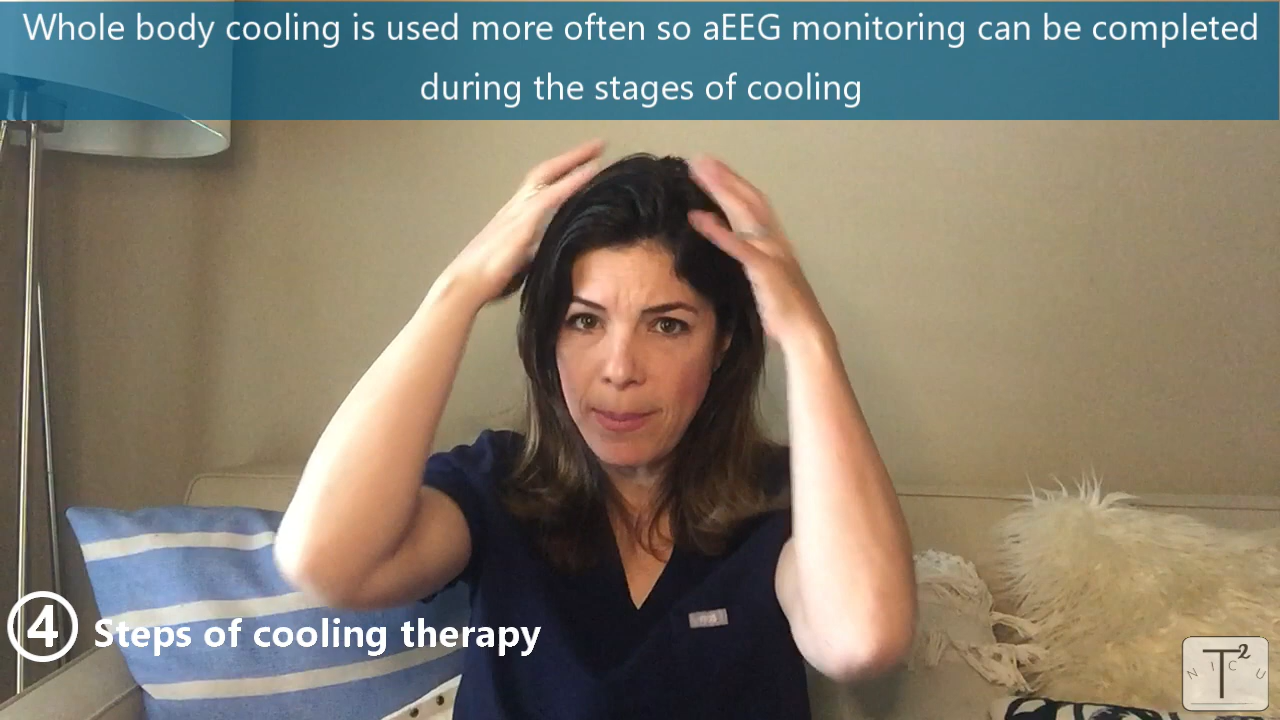 Whole body cooling is used more often so aEEG monitoring can be completed
during the stages of cooling
4 Steps of cooling therapy
T²
NICU